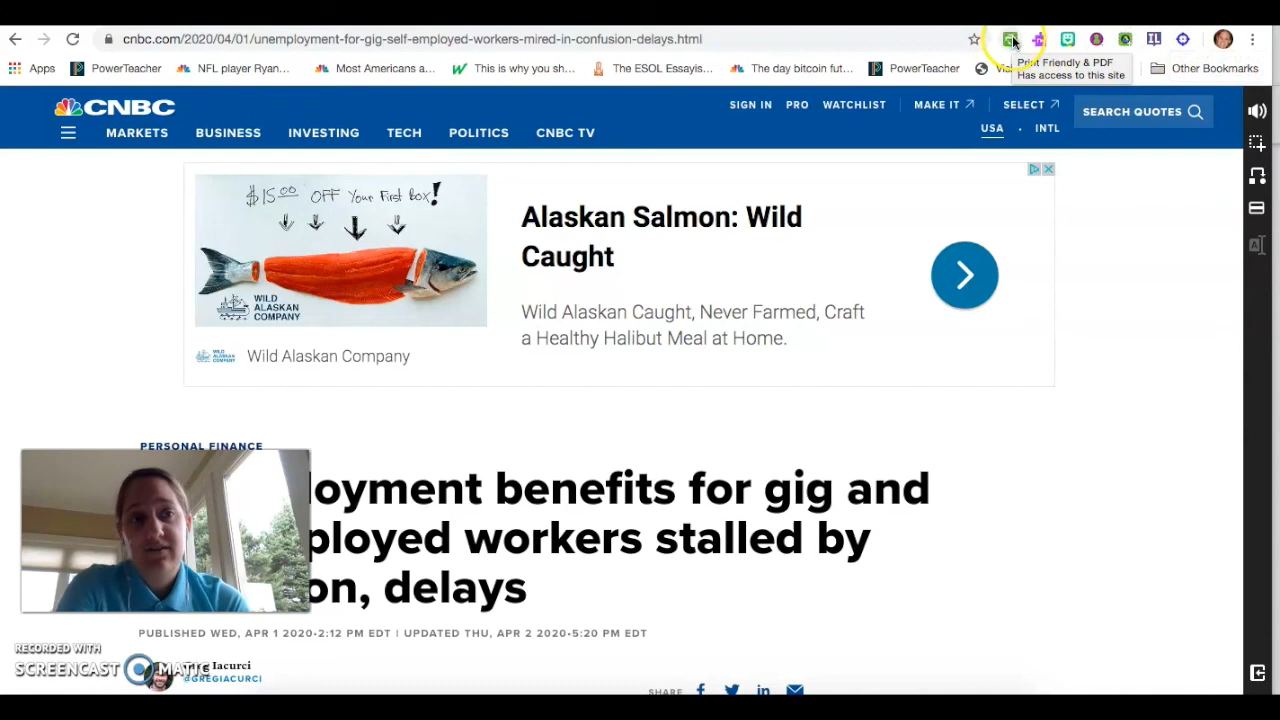 cnbc.com/2020/04/01/unemployment-for-gig-self-employed-workers-mired-in-confusion-delays.html
Print Friendly & PDF
Has access to this site
Apps
PowerTeacher
NFL player Ryan...
Most Americans a...
This is why you sh...
The ESOL Essayis...
The day bitcoin fut...
PowerTeacher
Other Bookmarks
CNBC
SIGN IN
PRO
WATCHLIST
MAKE IT
SELECT
USA
INTL
SEARCH QUOTES
MARKETS
BUSINESS
INVESTING
TECH
POLITICS
CNBC TV
$15.00 OFF Your First Box!
WILD
ALASKAN
COMPANY
Wild Alaskan Company
Alaskan Salmon: Wild
Caught
Wild Alaskan Caught, Never Farmed, Craft
a Healthy Halibut Meal at Home.
PERSONAL FINANCE
loyment benefits for gig and
ployed workers stalled by
on, delays
PUBLISHED WED, APR 1 2020•2:12 PM EDT | UPDATED THU, APR 2 2020•5:20 PM EDT
Iacurci
@GREGIACURCI
SHARE
RECORDED WITH
SCREENCAST MATIC